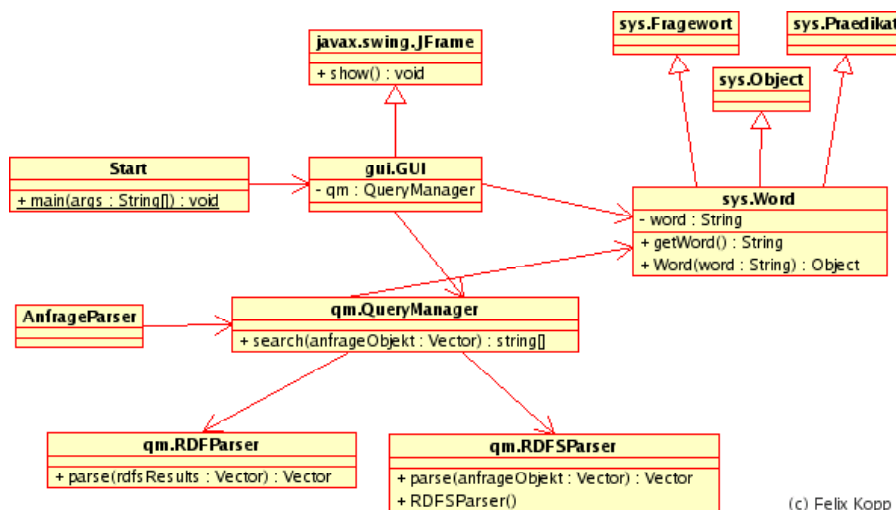 sys.Fragewort
sys.Praedikat
javax.swing.JFrame
+ show() : void
sys.Object
Start
+ main(args : String[]) : void
gui.GUI
- qm : QueryManager
sys.Word
- word : String
+ getWord() : String
+ Word(word : String) : Object
AnfrageParser
qm.QueryManager
+ search(anfrageObjekt : Vector) : string[]
qm.RDFParser
+ parse(rdfsResults : Vector) : Vector
qm.RDFSParser
+ parse(anfrageObjekt : Vector) : Vector
+ RDFSParser()
(c) Felix Kopp